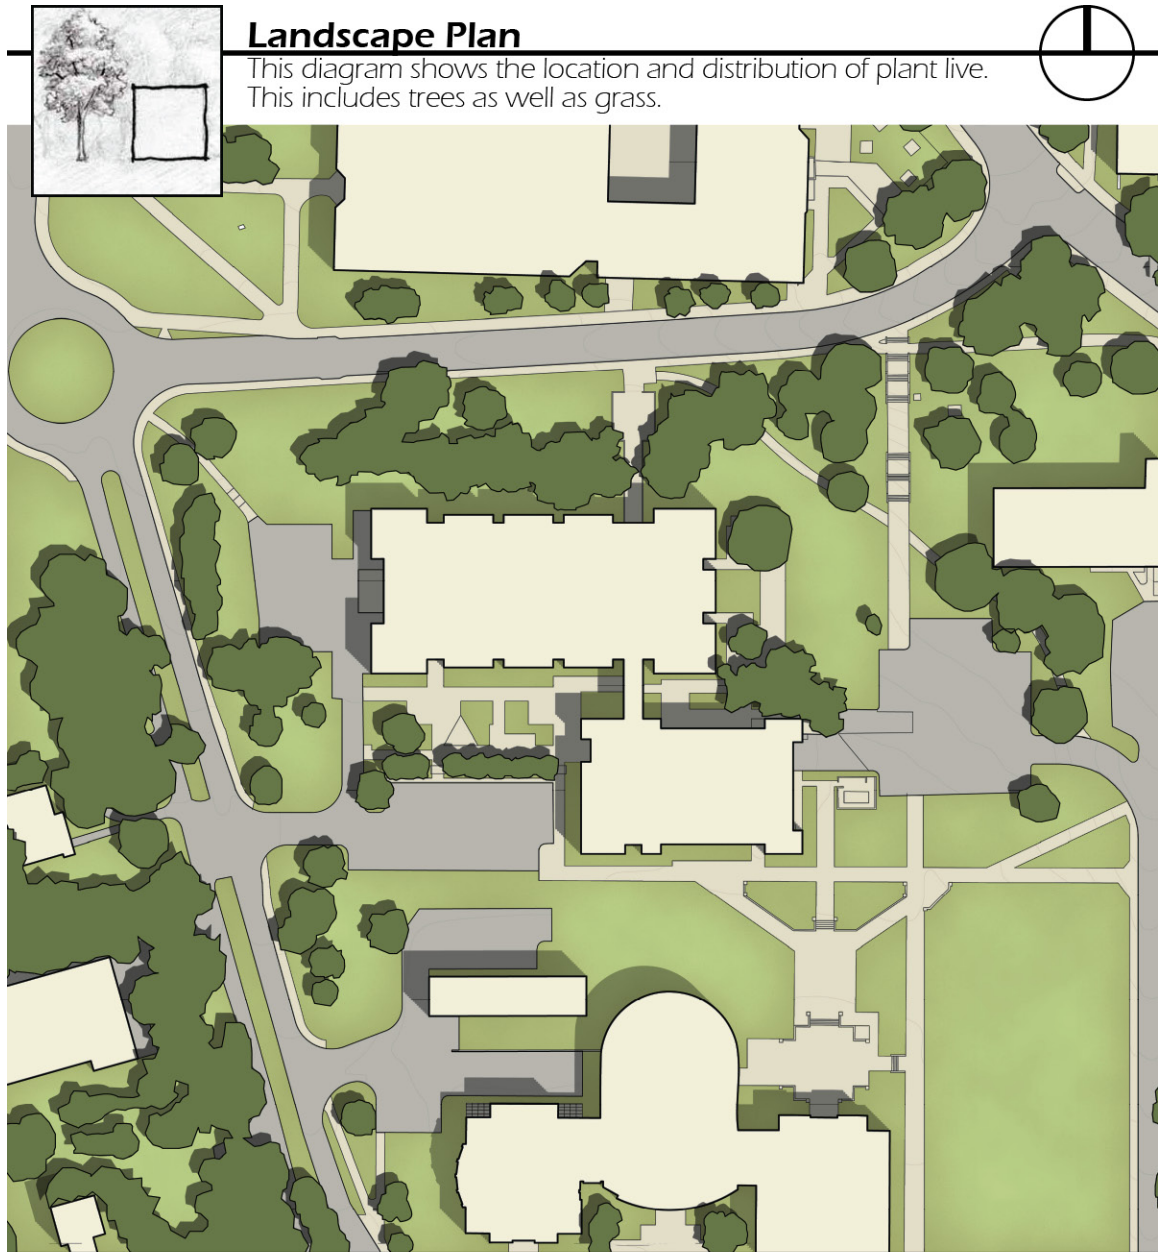 Landscape Plan
This diagram shows the location and distribution of plant live.
This includes trees as well as grass.